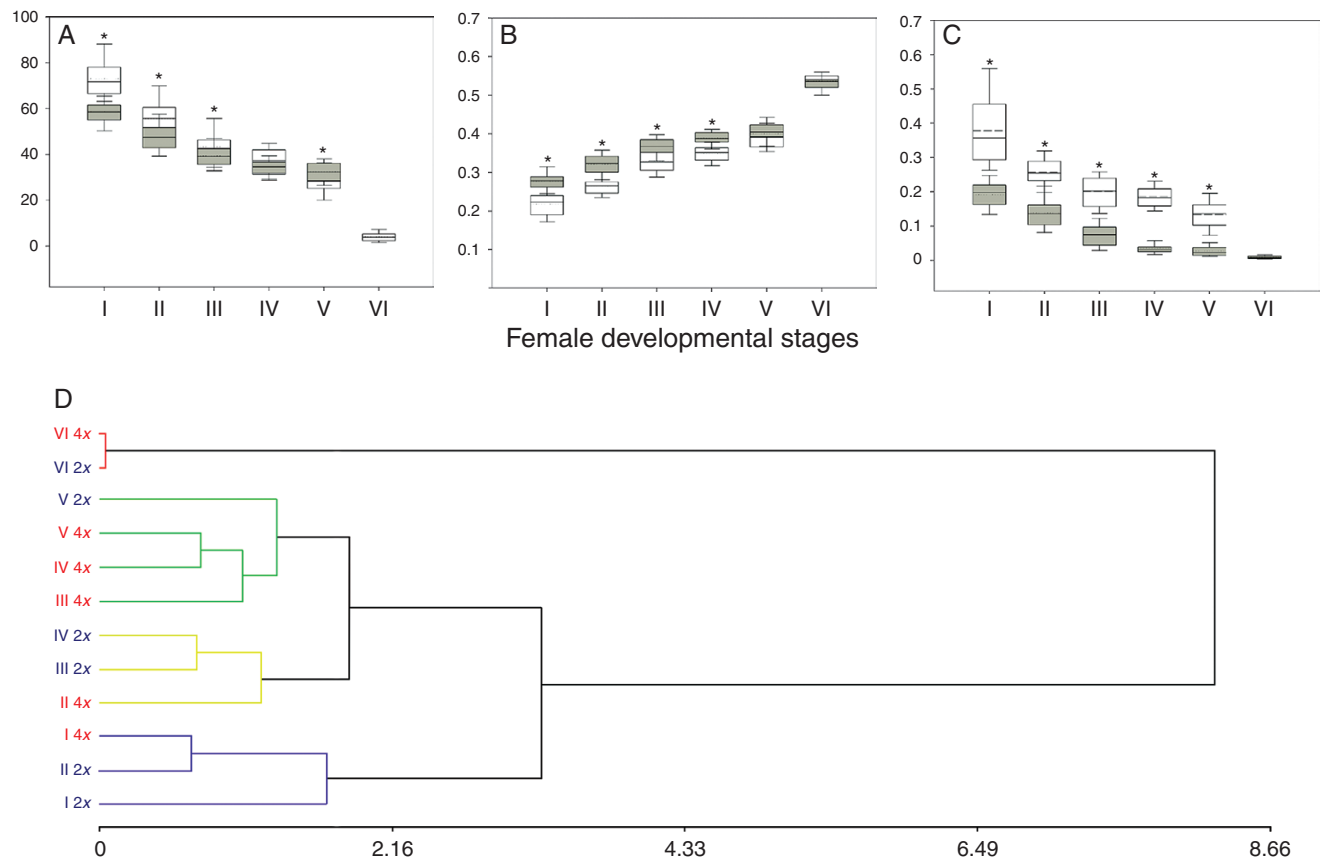 A
100
80
60
40
20
0
* * * *
I II III IV V VI
B
0.7
0.6
0.5
0.4
0.3
0.2
0.1
* * * *
I II III IV V VI
C
0.7
0.6
0.5
0.4
0.3
0.2
0.1
0
* * * * *
I II III IV V VI
Female developmental stages
D
VI 4x
VI 2x
V 2x
V 4x
IV 4x
III 4x
IV 2x
III 2x
II 4x
I 4x
II 2x
I 2x
0 2.16 4.33 6.49 8.66